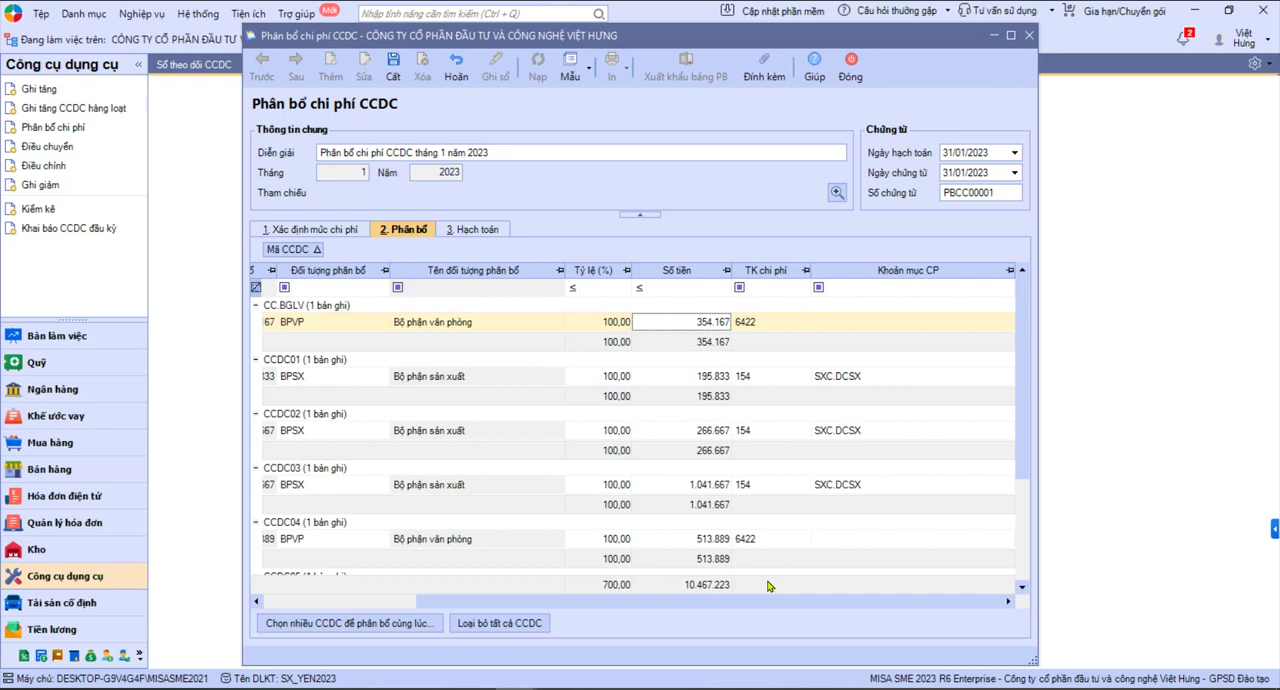 Tệp Danh mục Nghiệp vụ Hệ thống Tiện ích Trợ giúp Mới
Nhập tính năng cần tìm kiếm (Ctrl + Q)
Cập nhật phần mềm Câu hỏi thường gặp Tư vấn sử dụng Gia hạn/Chuyển gói
Đang làm việc trên: CÔNG TY CỔ PHẦN ĐẦU TƯ V
2 Việt Hưng
Công cụ dụng cụ «
Sổ theo dõi CCDC
Ghi tăng
Ghi tăng CCDC hàng loạt
Phân bổ chi phí
Điều chuyển
Điều chỉnh
Ghi giảm
Kiểm kê
Khai báo CCDC đầu kỳ
Bàn làm việc
Quỹ
Ngân hàng
Khế ước vay
Mua hàng
Bán hàng
Hóa đơn điện tử
Quản lý hóa đơn
Kho
Công cụ dụng cụ
Tài sản cố định
Tiền lương
Phân bổ chi phí CCDC - CÔNG TY CỔ PHẦN ĐẦU TƯ VÀ CÔNG NGHỆ VIỆT HƯNG
Trước Sau Thêm Sửa Cất Xóa Hoãn Ghi sổ Nạp Mẫu In Xuất khẩu bảng PB Đính kèm Giúp Đóng
Phân bổ chi phí CCDC
Thông tin chung
Diễn giải Phân bổ chi phí CCDC tháng 1 năm 2023
Tháng 1 Năm 2023
Tham chiếu
Chứng từ
Ngày hạch toán 31/01/2023
Ngày chứng từ 31/01/2023
Số chứng từ PBCC00001
1. Xác định mức chi phí 2. Phân bổ 3. Hạch toán
Mã CCDC
Đối tượng phân bổ Tên đối tượng phân bổ Tỷ lệ (%) Số tiền TK chi phí Khoản mục CP
≤ ≤
CC.BGLV (1 bản ghi)
67 BPVP Bộ phận văn phòng 100,00 354.167 6422
100,00 354.167
CCDC01 (1 bản ghi)
333 BPSX Bộ phận sản xuất 100,00 195.833 154 SXC.DCSX
100,00 195.833
CCDC02 (1 bản ghi)
667 BPSX Bộ phận sản xuất 100,00 266.667 154 SXC.DCSX
100,00 266.667
CCDC03 (1 bản ghi)
667 BPSX Bộ phận sản xuất 100,00 1.041.667 154 SXC.DCSX
100,00 1.041.667
CCDC04 (1 bản ghi)
389 BPVP Bộ phận văn phòng 100,00 513.889 6422
100,00 513.889
700,00 10.467.223
Chọn nhiều CCDC để phân bổ cùng lúc... Loại bỏ tất cả CCDC
Máy chủ: DESKTOP-G9V4G4F\MISASME2021 Tên DLKT: SX_YEN2023
MISA SME 2023 R6 Enterprise - Công ty cổ phần đầu tư và công nghệ Việt Hưng - GPSD Đào tạo